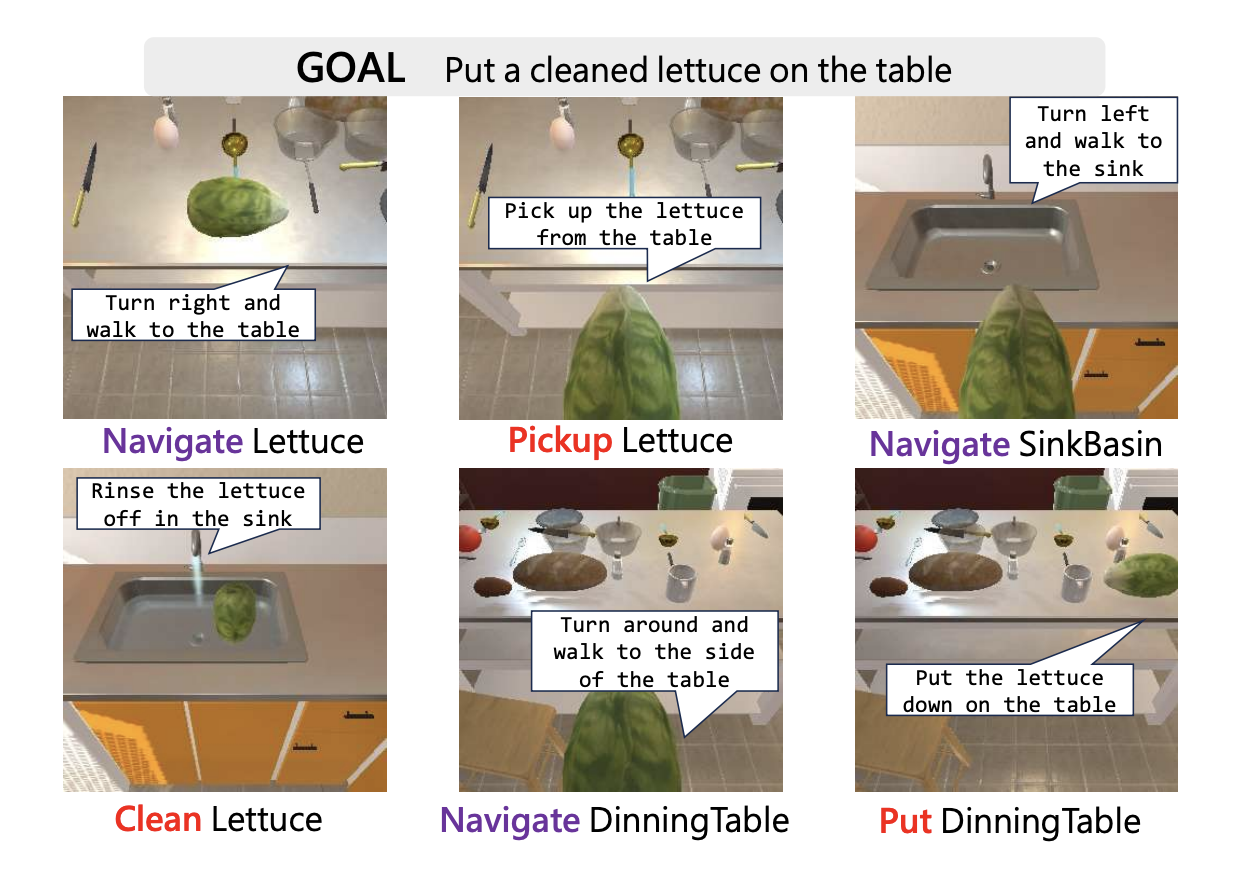 GOAL Put a cleaned lettuce on the table
Turn right and
walk to the table
Navigate Lettuce
Pick up the lettuce
from the table
Pickup Lettuce
Turn left
and walk to
the sink
Navigate SinkBasin
Rinse the lettuce
off in the sink
Clean Lettuce
Turn around and
walk to the side
of the table
Navigate DinningTable
Put the lettuce
down on the table
Put DinningTable